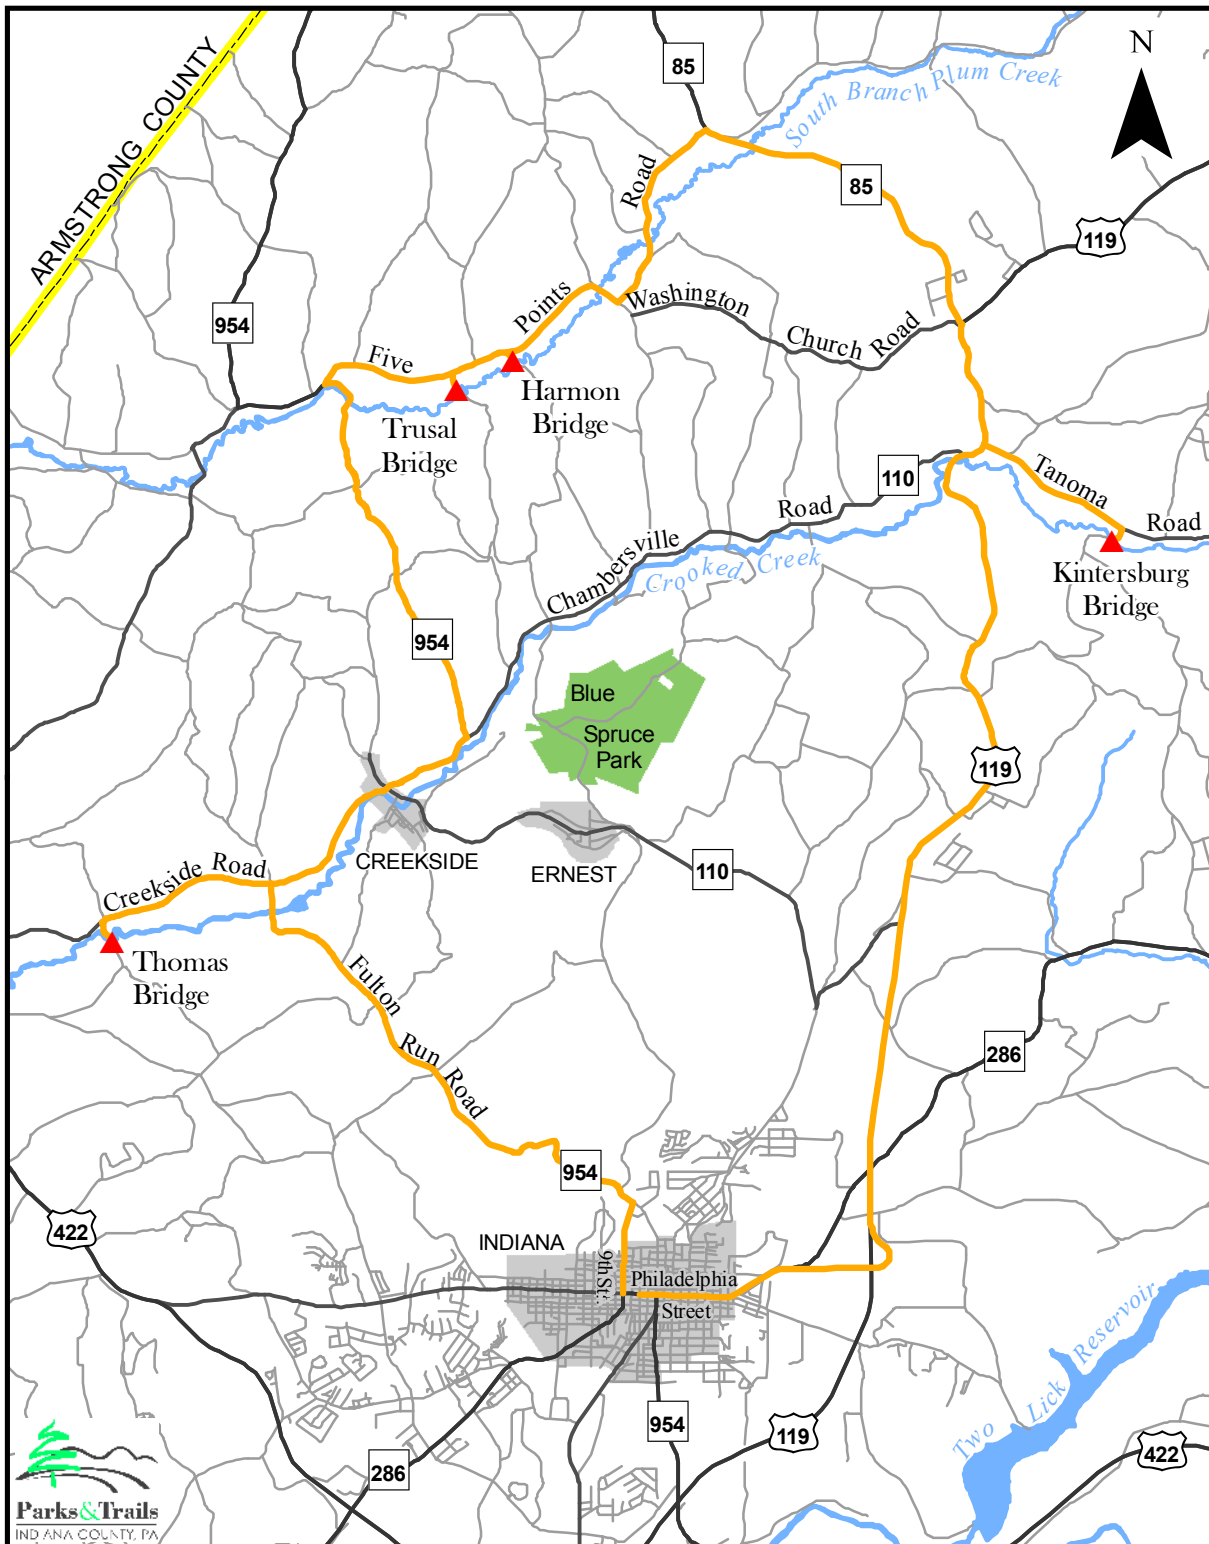 N
ARMSTRONG COUNTY
85
South Branch Plum Creek
Road
85
119
954
Points
Washington
Church Road
Five
Harmon
Bridge
Trusal
Bridge
110
Road
Tanoma
Road
Chambersville
Crooked Creek
Kintersburg
Bridge
954
Blue
Spruce
Park
119
CREEKSIDE
ERNEST
110
Creekside Road
Thomas
Bridge
Fulton
Run
Road
286
954
422
INDIANA
9th St.
Philadelphia
Street
Two Lick Reservoir
954
119
422
286
Parks&Trails
INDIANA COUNTY, PA